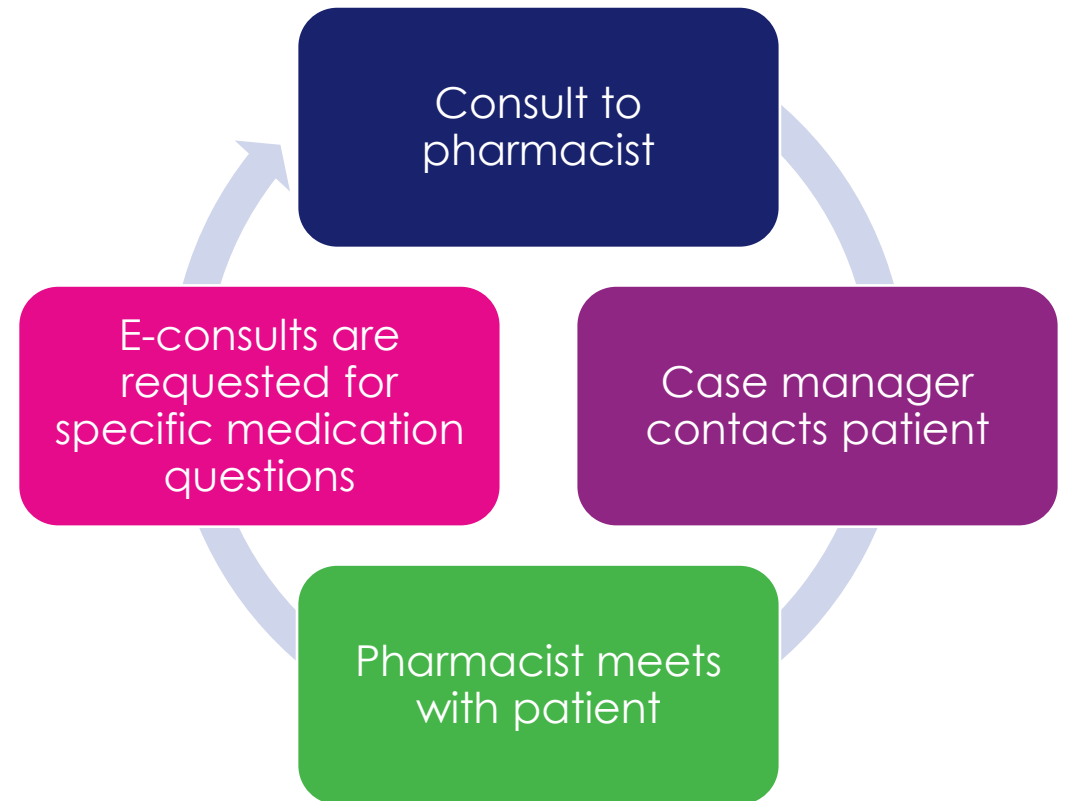 Consult to
pharmacist
Case manager
contacts patient
Pharmacist meets
with patient
E-consults are
requested for
specific medication
questions